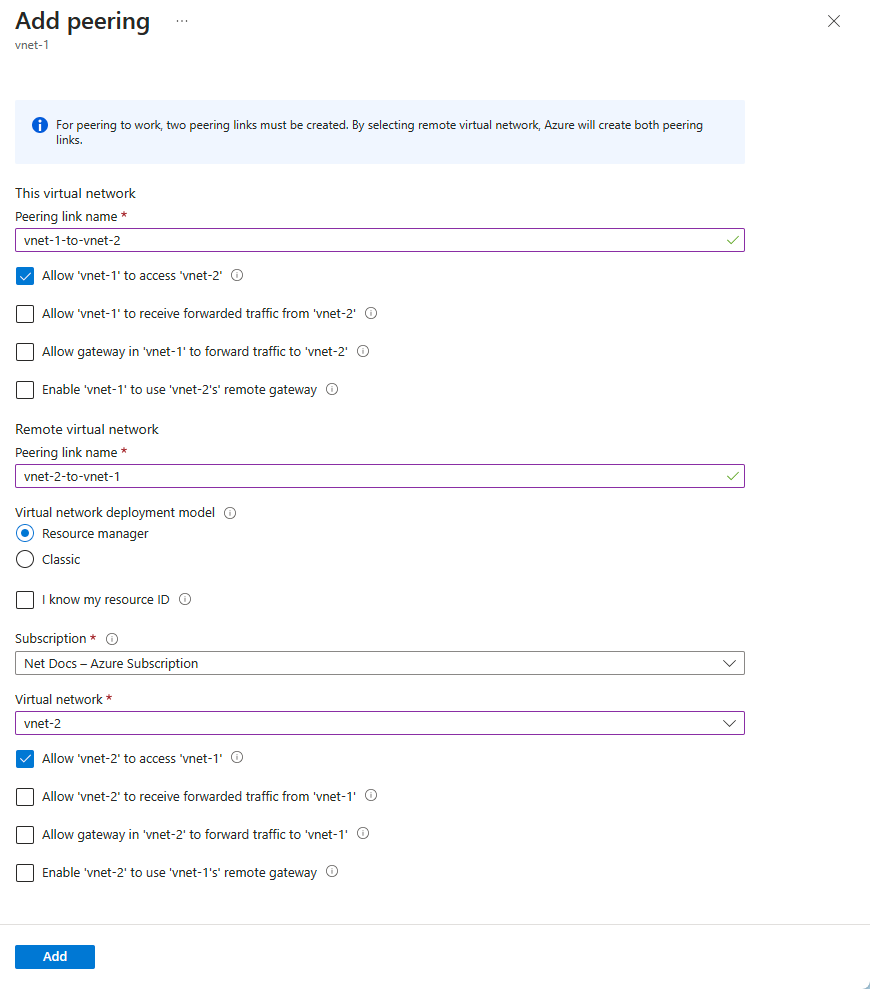 Add peering ...
vnet-1
For peering to work, two peering links must be created. By selecting remote virtual network, Azure will create both peering
links.
This virtual network
Peering link name *
vnet-1-to-vnet-2
Allow 'vnet-1' to access 'vnet-2'
Allow 'vnet-1' to receive forwarded traffic from 'vnet-2'
Allow gateway in 'vnet-1' to forward traffic to 'vnet-2'
Enable 'vnet-1' to use 'vnet-2's' remote gateway
Remote virtual network
Peering link name *
vnet-2-to-vnet-1
Virtual network deployment model
Resource manager
Classic
I know my resource ID
Subscription *
Net Docs – Azure Subscription
Virtual network *
vnet-2
Allow 'vnet-2' to access 'vnet-1'
Allow 'vnet-2' to receive forwarded traffic from 'vnet-1'
Allow gateway in 'vnet-2' to forward traffic to 'vnet-1'
Enable 'vnet-2' to use 'vnet-1's' remote gateway
Add